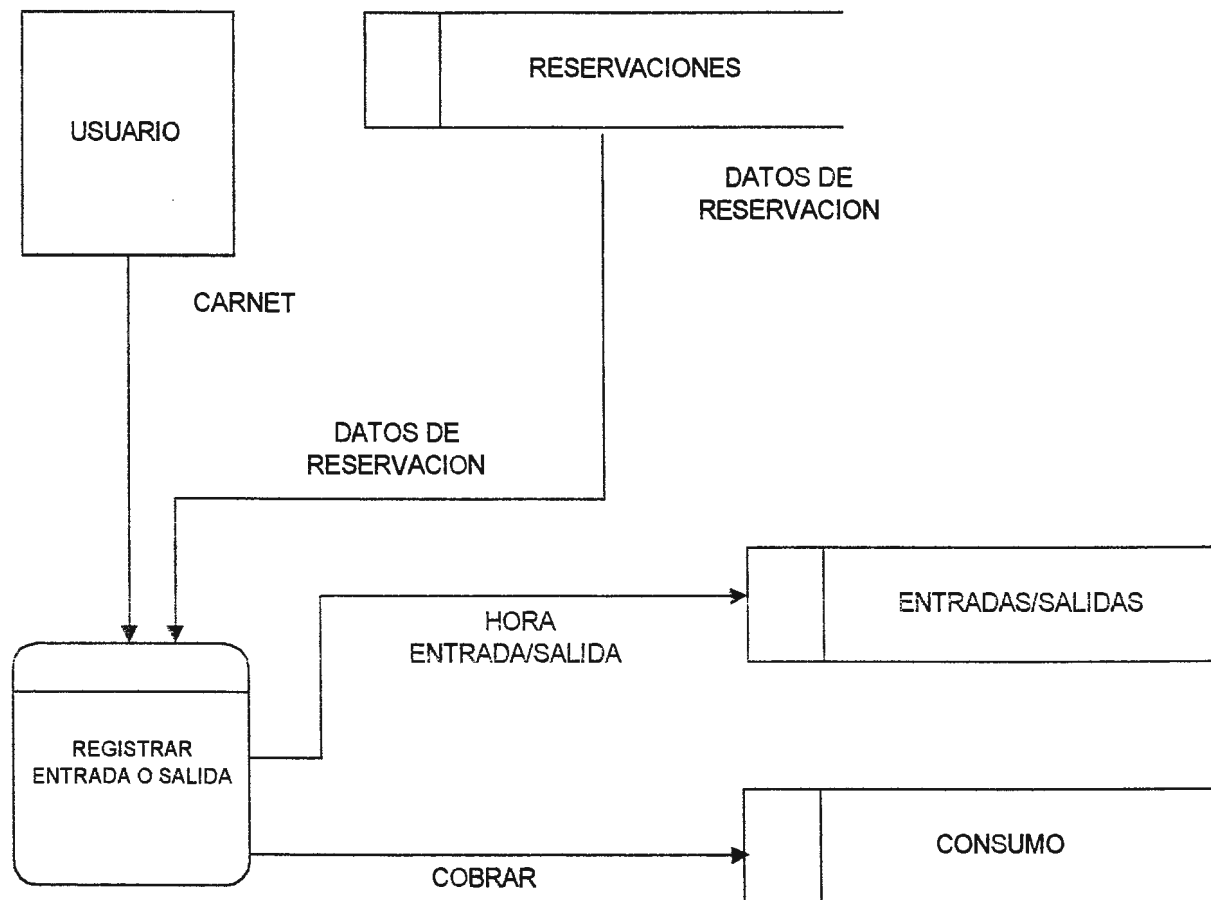 RESERVACIONES
USUARIO
DATOS DE
RESERVACION
CARNET
DATOS DE
RESERVACION
ENTRADAS/SALIDAS
HORA
ENTRADA/SALIDA
REGISTRAR
ENTRADA O SALIDA
CONSUMO
COBRAR